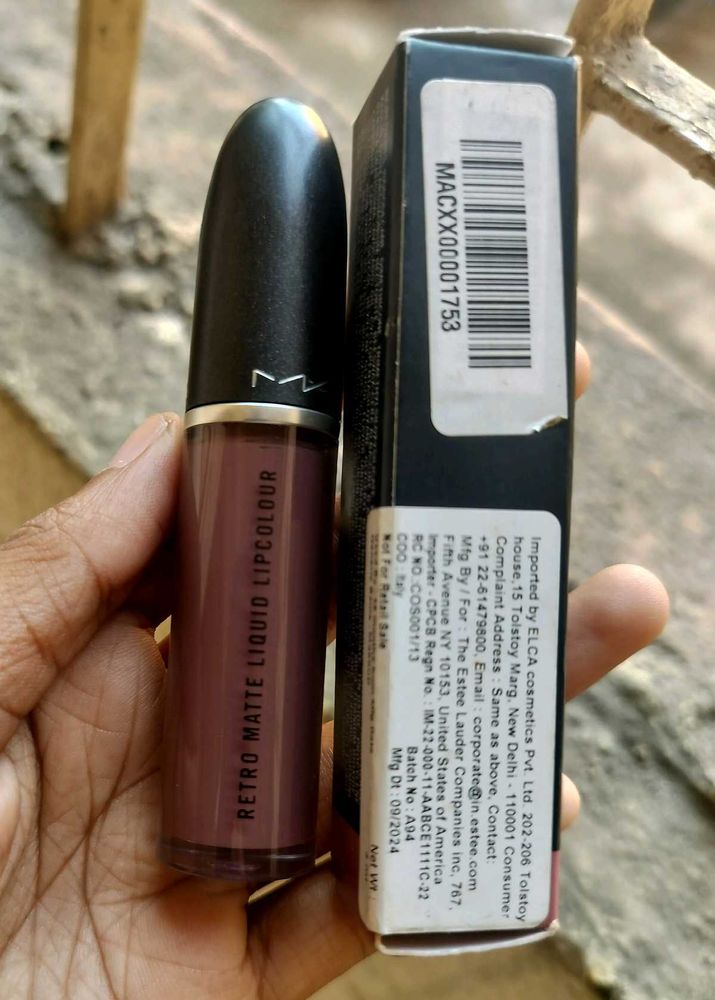 MAC
RETRO MATTE LIQUID LIPCOLOUR
MACXX00001753
Imported by ELCA cosmetics Pvt. Ltd. 202-206 Tolstoy
house,15 Tolstoy Marg, New Delhi - 110001 Consumer
Complaint Address : Same as above, Contact:
+91 22-61479800, Email : corporate@in.estee.com
Mfg By / For : The Estee Lauder Companies inc, 767,
Fifth Avenue NY 10153, United States of America
Importer - CPCB Regn No. : IM-22-000-11-AABCE1111C-22
RC NO.:COS001/13 Batch No : A94
COO : Italy Mfg Dt : 09/2024
Not For Retail Sale
Net Wt :